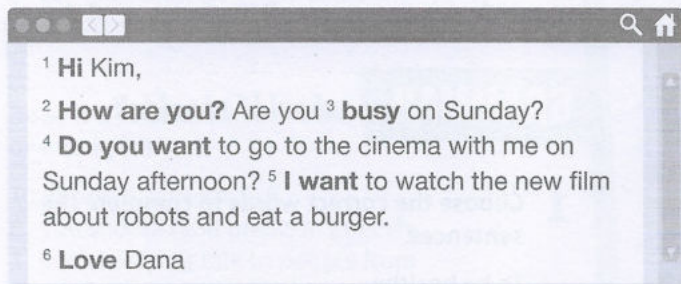 ¹ Hi Kim,
² How are you? Are you ³ busy on Sunday?
⁴ Do you want to go to the cinema with me on
Sunday afternoon? ⁵ I want to watch the new film
about robots and eat a burger.
⁶ Love Dana